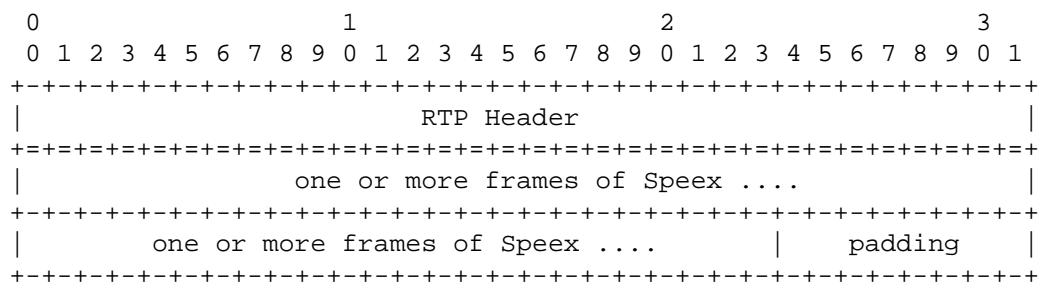 0                   1                   2                   3
 0 1 2 3 4 5 6 7 8 9 0 1 2 3 4 5 6 7 8 9 0 1 2 3 4 5 6 7 8 9 0 1
+-+-+-+-+-+-+-+-+-+-+-+-+-+-+-+-+-+-+-+-+-+-+-+-+-+-+-+-+-+-+-+-+
|                         RTP Header                            |
+=+=+=+=+=+=+=+=+=+=+=+=+=+=+=+=+=+=+=+=+=+=+=+=+=+=+=+=+=+=+=+=+
|                 one or more frames of Speex ....              |
+-+-+-+-+-+-+-+-+-+-+-+-+-+-+-+-+-+-+-+-+-+-+-+-+-+-+-+-+-+-+-+-+
|        one or more frames of Speex ....       |    padding    |
+-+-+-+-+-+-+-+-+-+-+-+-+-+-+-+-+-+-+-+-+-+-+-+-+-+-+-+-+-+-+-+-+